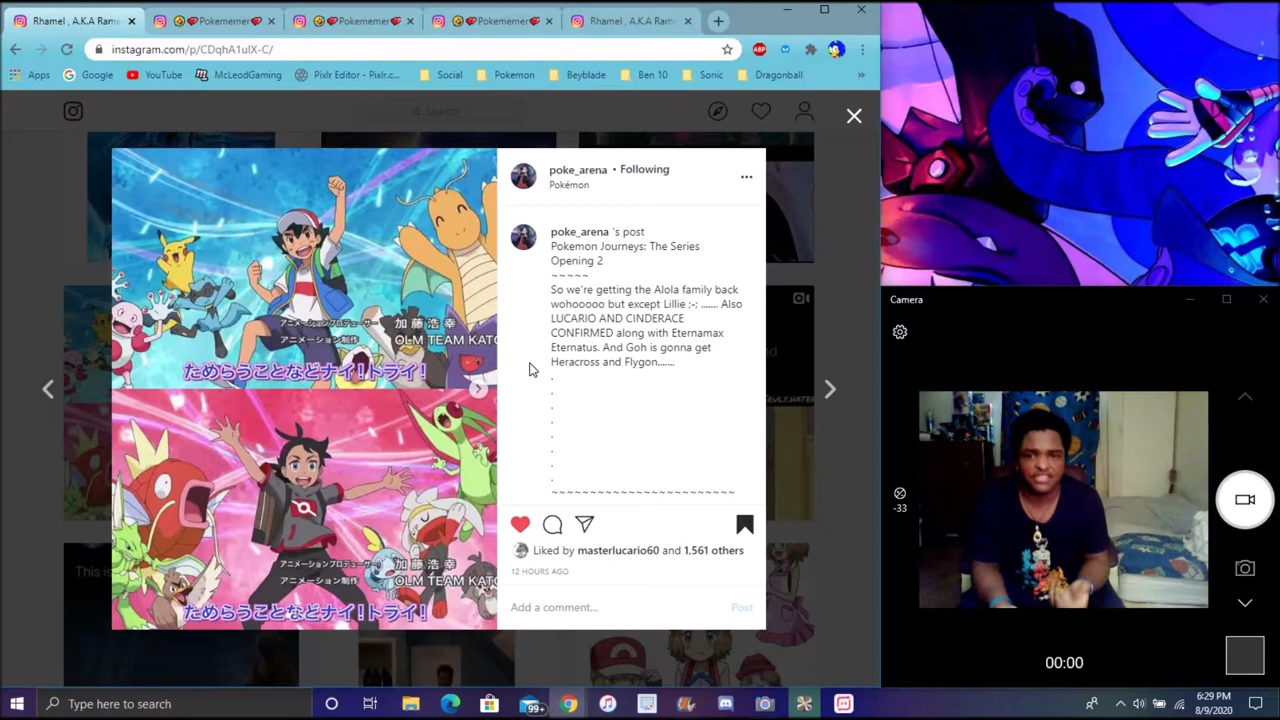 Rhamel , A.K.A Ram
Pokememer
Pokememer
Pokememer
Rhamel , A.K.A Ram
instagram.com/p/CDqhA1ulX-C/
ABP
Apps
Google
YouTube
McLeodGaming
Pixlr Editor - Pixlr.c...
Social
Pokemon
Beyblade
Ben 10
Sonic
Dragonball
»
Search
poke_arena • Following
Pokémon
...
poke_arena 's post
Pokemon Journeys: The Series
Opening 2
~~~~~
So we're getting the Alola family back
wohooooo but except Lillie ;-; ....... Also
LUCARIO AND CINDERACE
CONFIRMED along with Eternamax
Eternatus. And Goh is gonna get
Heracross and Flygon.......
.
.
.
.
.
.
.
.
~~~~~~~~~~~~~~~~~~~~~~~~
アニメーションプロデューサー 加藤浩幸
アニメーション制作 OLM TEAM KATO
ためらうことなどナイ!トライ!
アニメーションプロデューサー 加藤浩幸
アニメーション制作 OLM TEAM KATO
ためらうことなどナイ!トライ!
Liked by masterlucario60 and 1,561 others
12 HOURS AGO
Add a comment...
Post
This is
Camera
-33
00:00
Type here to search
99+
6:29 PM
8/9/2020